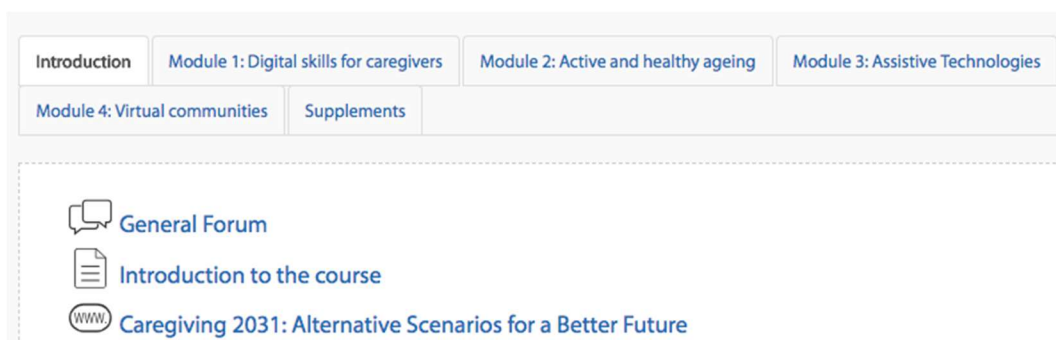 Introduction Module 1: Digital skills for caregivers Module 2: Active and healthy ageing Module 3: Assistive Technologies
Module 4: Virtual communities Supplements
General Forum
Introduction to the course
WWW. Caregiving 2031: Alternative Scenarios for a Better Future